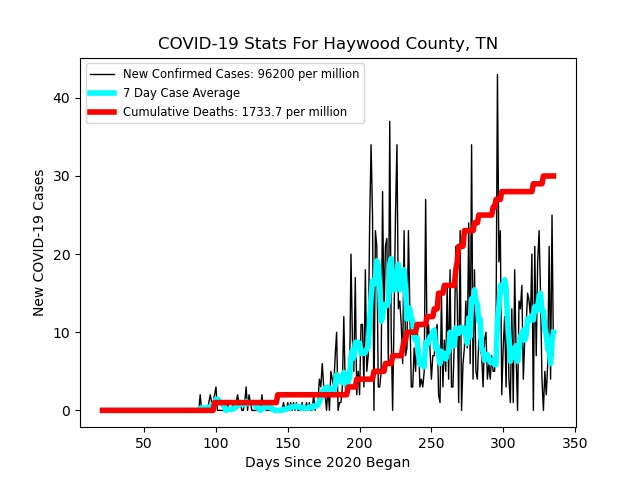 COVID-19 Stats For Haywood County, TN
New Confirmed Cases: 96200 per million
7 Day Case Average
Cumulative Deaths: 1733.7 per million
New COVID-19 Cases
40
30
20
10
0
50 100 150 200 250 300 350
Days Since 2020 Began